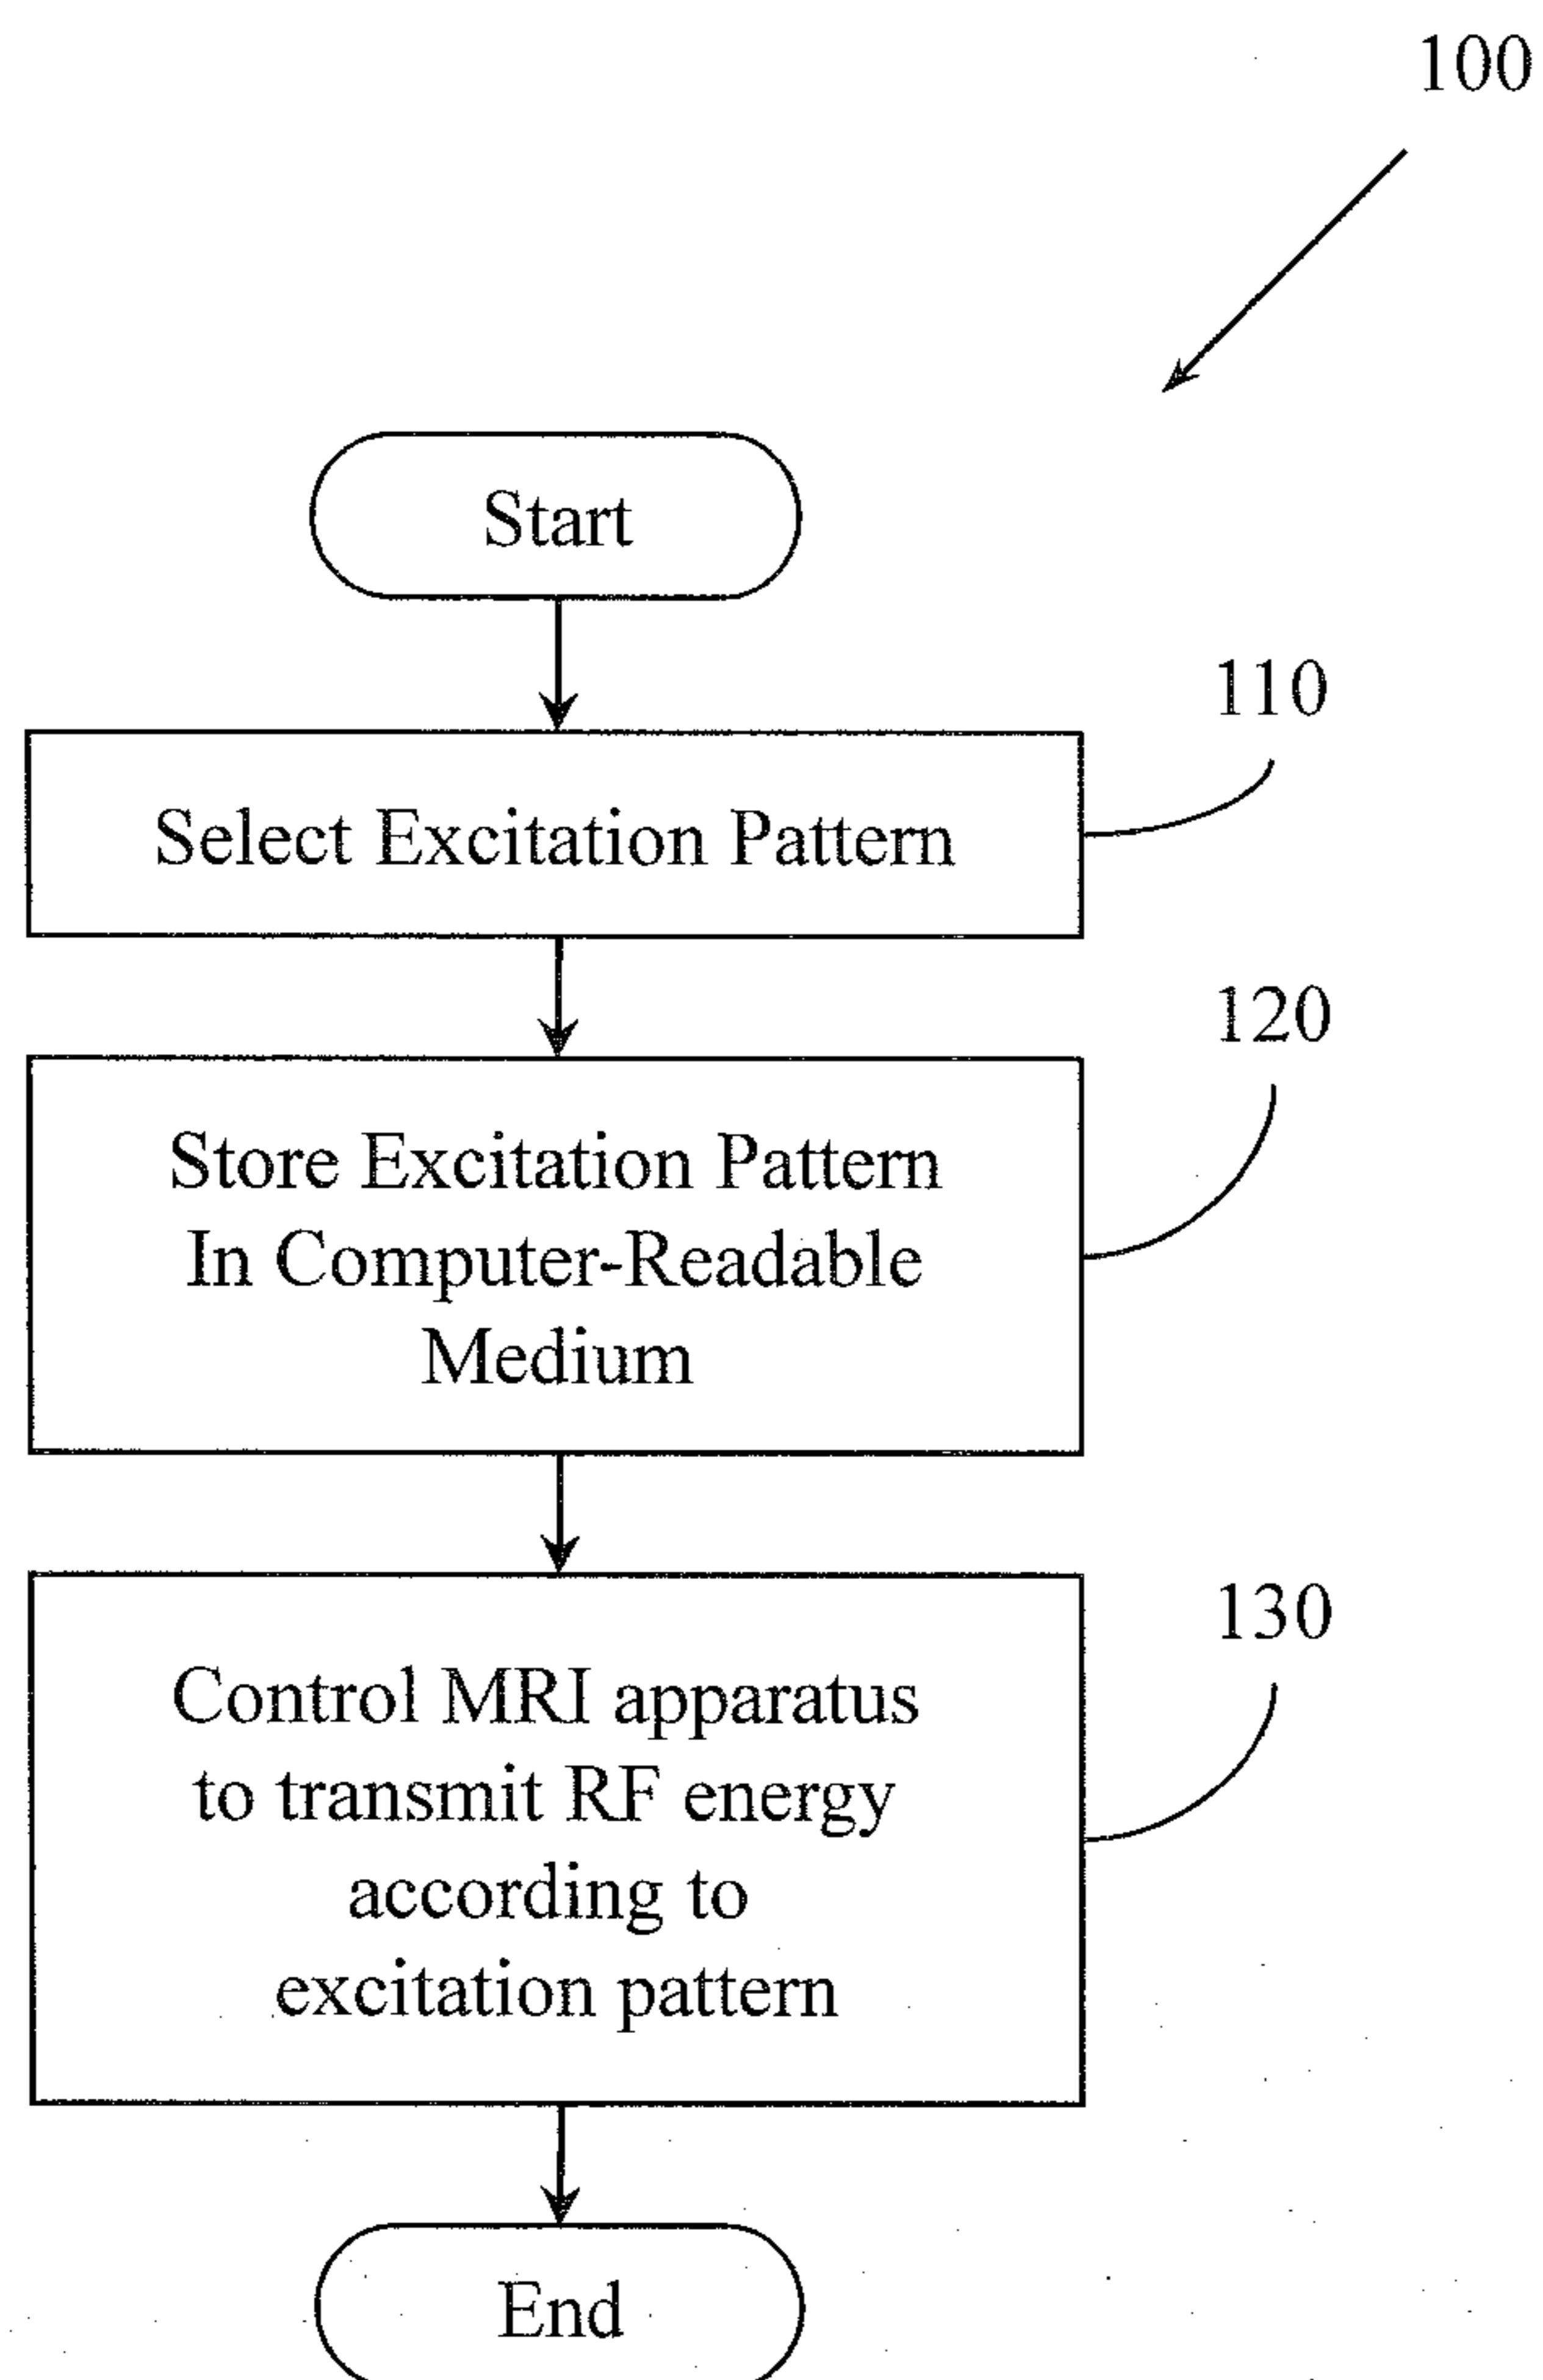 100
Start
110
Select Excitation Pattern
120
Store Excitation Pattern
In Computer-Readable
Medium
130
Control MRI apparatus
to transmit RF energy
according to
excitation pattern
End